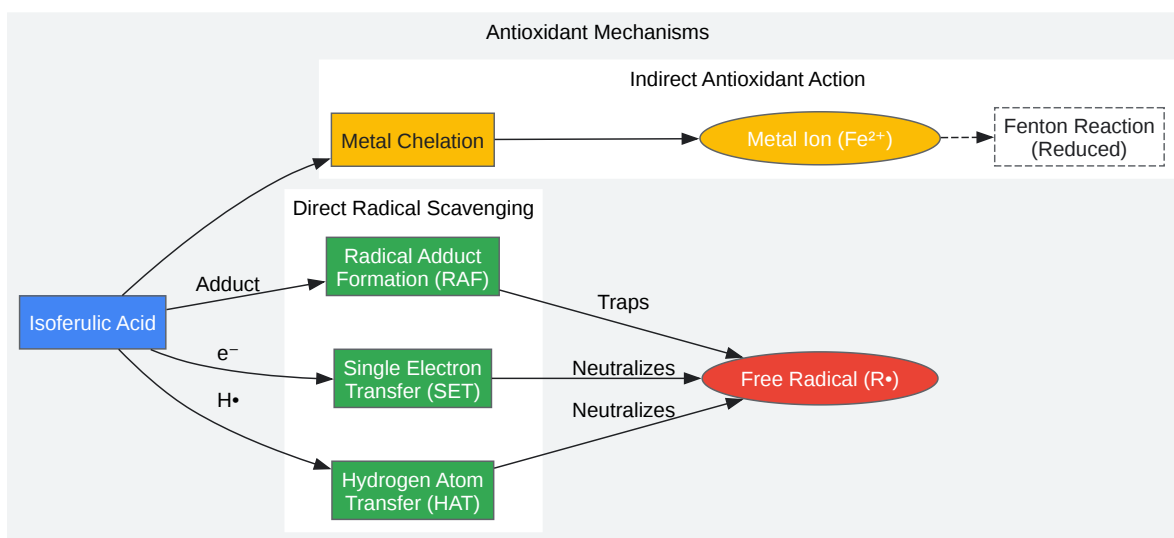 Antioxidant Mechanisms
Indirect Antioxidant Action
Metal Chelation
Metal Ion (Fe²⁺)
Fenton Reaction
(Reduced)
Direct Radical Scavenging
Radical Adduct
Formation (RAF)
Adduct
Traps
Isoferulic Acid
e⁻
Single Electron
Transfer (SET)
Neutralizes
Free Radical (R•)
H•
Neutralizes
Hydrogen Atom
Transfer (HAT)